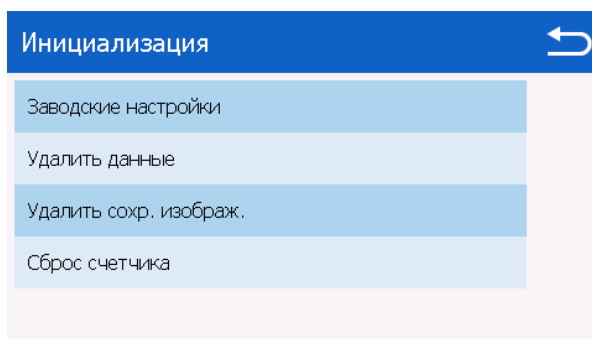 Инициализация
Заводские настройки
Удалить данные
Удалить сохр. изображ.
Сброс счетчика